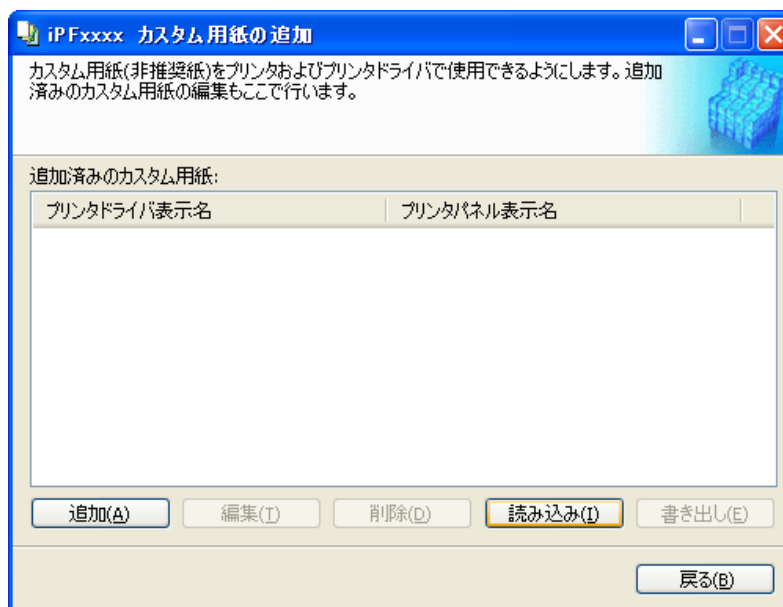 iPFxxxx カスタム用紙の追加
カスタム用紙(非推奨紙)をプリンタおよびプリンタドライバで使用できるようにします。追加
済みのカスタム用紙の編集もここで行います。
追加済みのカスタム用紙:
プリンタドライバ表示名 プリンタパネル表示名
追加(A) 編集(T) 削除(D) 読み込み(I) 書き出し(E)
戻る(B)